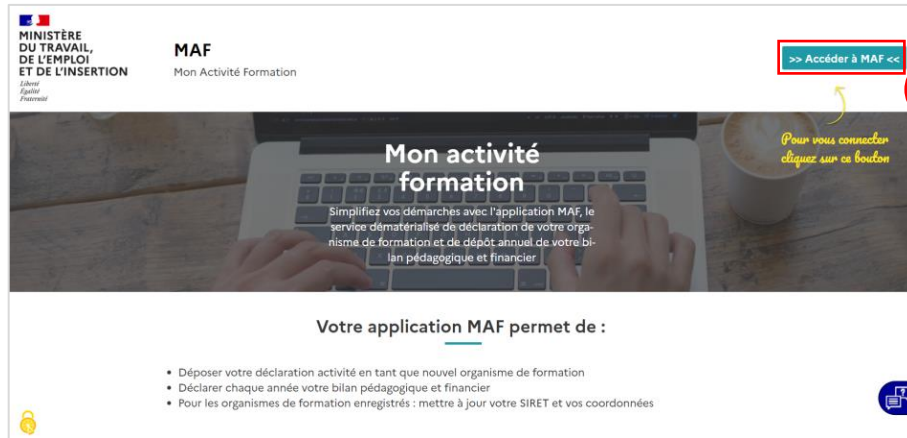 MINISTÈRE
DU TRAVAIL,
DE L'EMPLOI
ET DE L'INSERTION
Liberté
Égalité
Fraternité
MAF
Mon Activité Formation
>> Accéder à MAF <<
Pour vous connecter
cliquez sur ce bouton
Mon activité
formation
Simplifiez vos démarches avec l'application MAF, le
service dématérialisé de déclaration de votre orga-
nisme de formation et de dépôt annuel de votre bi-
lan pédagogique et financier
Votre application MAF permet de :
• Déposer votre déclaration activité en tant que nouvel organisme de formation
• Déclarer chaque année votre bilan pédagogique et financier
• Pour les organismes de formation enregistrés : mettre à jour votre SIRET et vos coordonnées